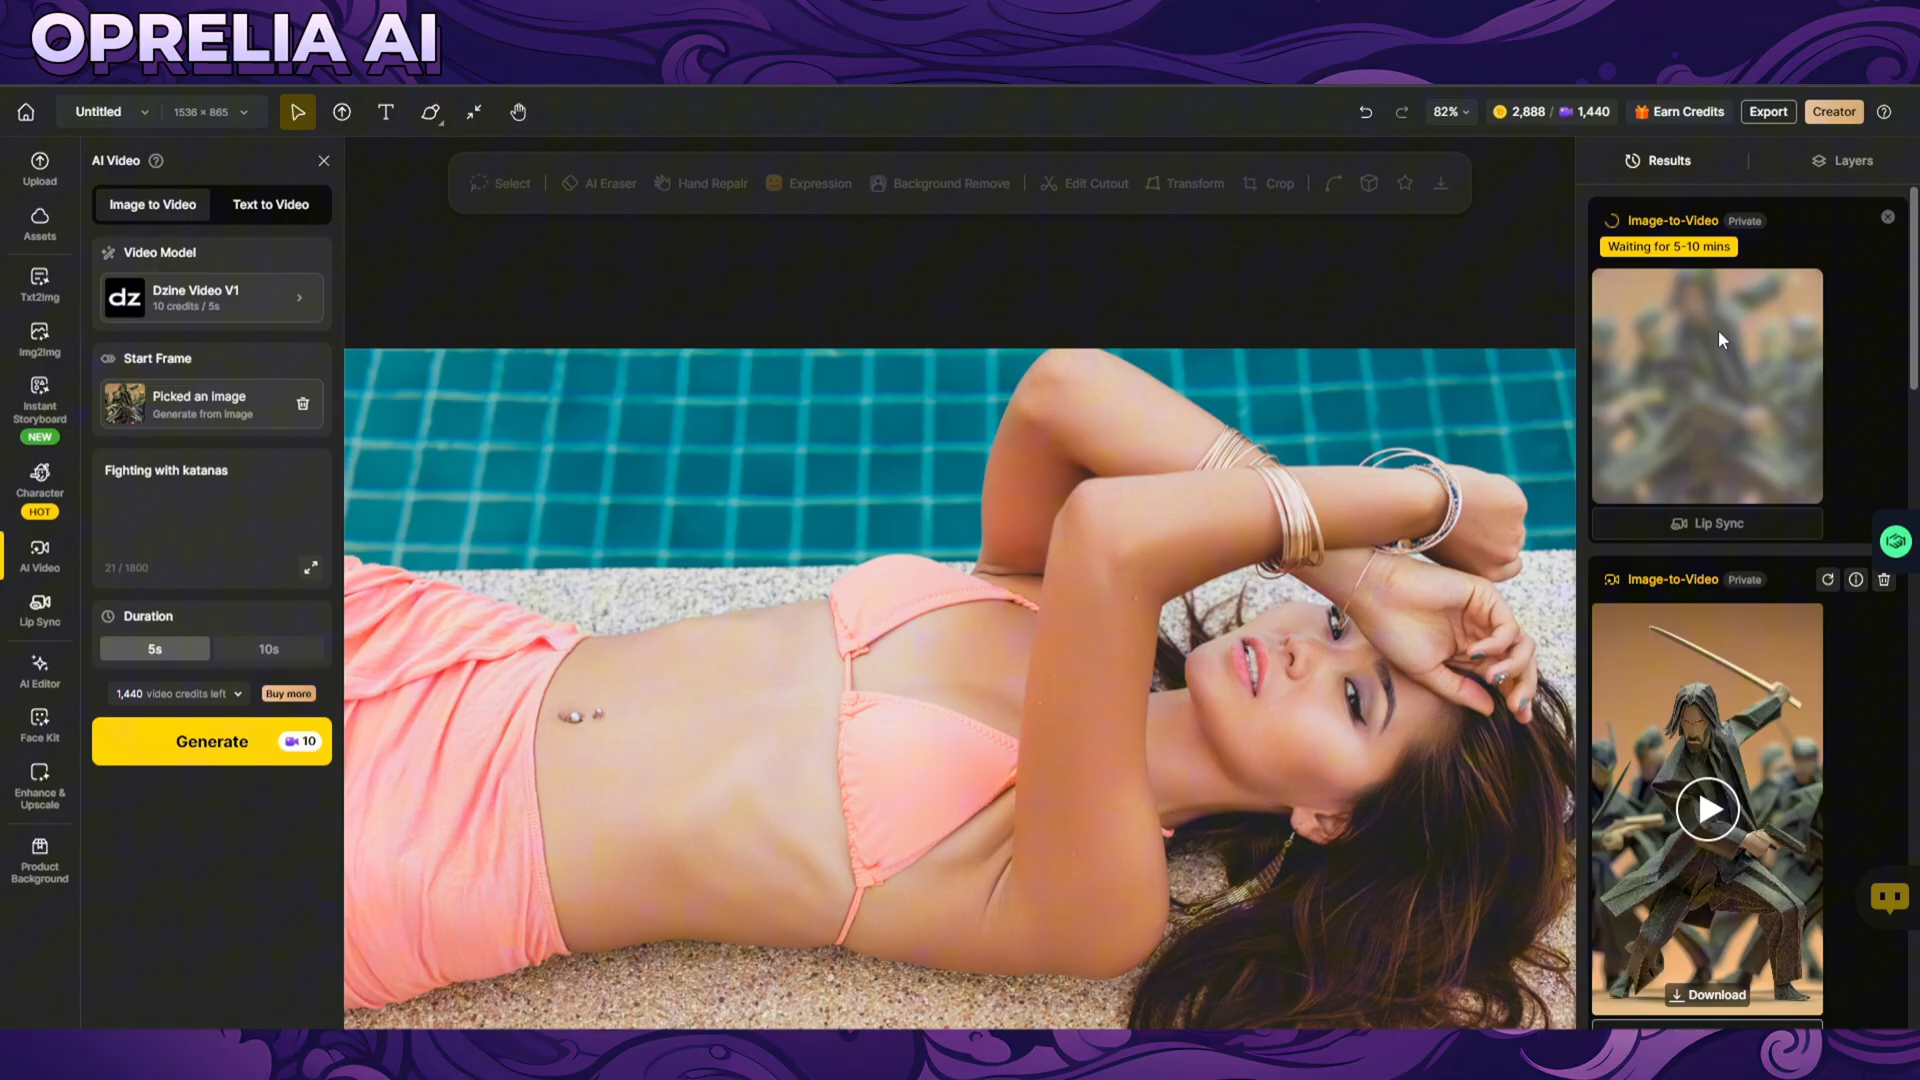 OPRELIA AI
Untitled
1536 × 865
82%
2,888 / 1,440
Earn Credits
Export
Creator
Upload
Assets
Txt2Img
Img2Img
Instant
Storyboard
NEW
Character
HOT
AI Video
Lip Sync
AI Editor
Face Kit
Enhance &
Upscale
Product
Background
AI Video
Image to Video
Text to Video
Video Model
dz
Dzine Video V1
10 credits / 5s
Start Frame
Picked an image
Generate from image
Fighting with katanas
21 / 1800
Duration
5s
10s
1,440 video credits left
Buy more
Generate
10
Select
AI Eraser
Hand Repair
Expression
Background Remove
Edit Cutout
Transform
Crop
Results
Layers
Image-to-Video
Private
Waiting for 5-10 mins
Lip Sync
Image-to-Video
Private
Download